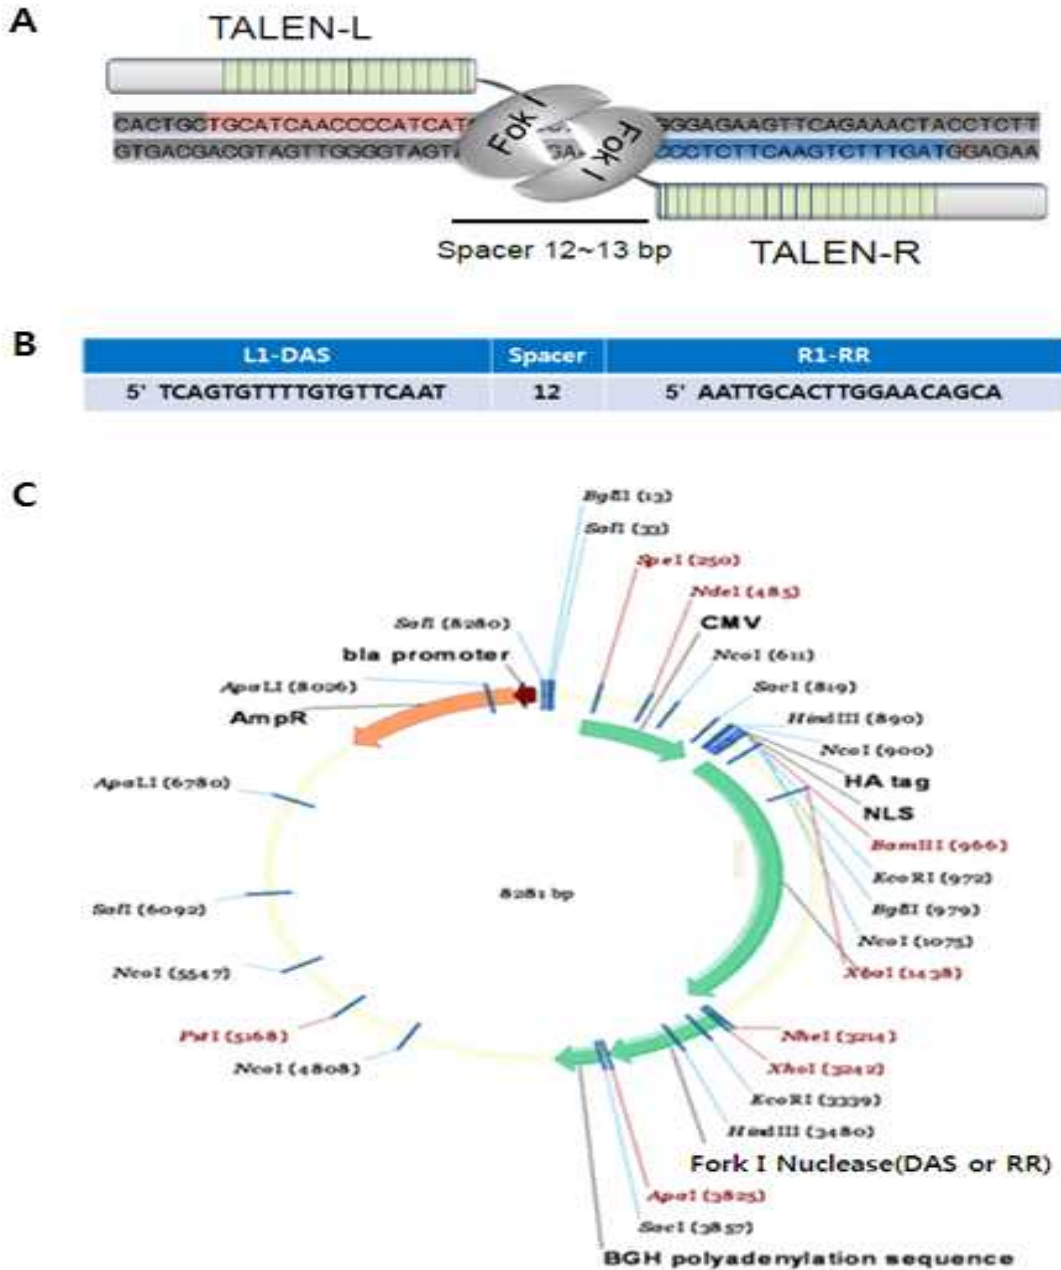 A
TALEN-L
CACTGCTGCATCAACCCCATCAT
GGGAGAAGTTCAGAAACTACCTCTT
GTGACGACGTAGTTGGGGTAGTA
GA
CCCTCTTCAAGTCTTTGATGGAGAA
Fok I
Fok I
Spacer 12~13 bp
TALEN-R
B
L1-DAS Spacer R1-RR
5' TCAGTGTTTTGTGTTCAAT 12 5' AATTGCACTTGGAACAGCA
C
BglII (13)
SalI (33)
SpeI (250)
NdeI (485)
CMV
SalI (8280)
bla promoter
NcoI (611)
ApaLI (8026)
SacI (819)
AmpR
HindIII (890)
NcoI (900)
HA tag
ApaLI (6780)
NLS
BamHI (966)
EcoRI (972)
8281 bp
SalI (6092)
BglII (979)
NcoI (1075)
NcoI (5547)
XbaI (1438)
PstI (5168)
NheI (3214)
NcoI (4808)
XhoI (3242)
EcoRI (3339)
HindIII (3480)
Fork I Nuclease(DAS or RR)
ApaI (3825)
SacI (3857)
BGH polyadenylation sequence